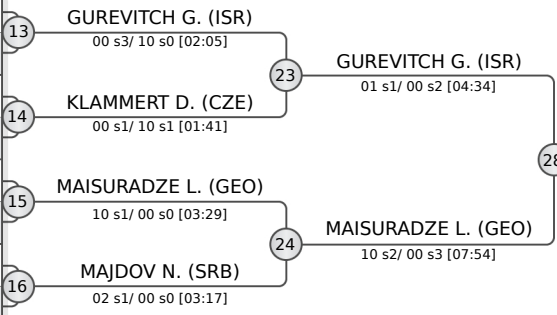 GUREVITCH G. (ISR)
13
00 s3/ 10 s0 [02:05]
23
GUREVITCH G. (ISR)
01 s1/ 00 s2 [04:34]
KLAMMERT D. (CZE)
14
00 s1/ 10 s1 [01:41]
28
MAISURADZE L. (GEO)
15
10 s1/ 00 s0 [03:29]
24
MAISURADZE L. (GEO)
10 s2/ 00 s3 [07:54]
MAJDOV N. (SRB)
16
02 s1/ 00 s0 [03:17]